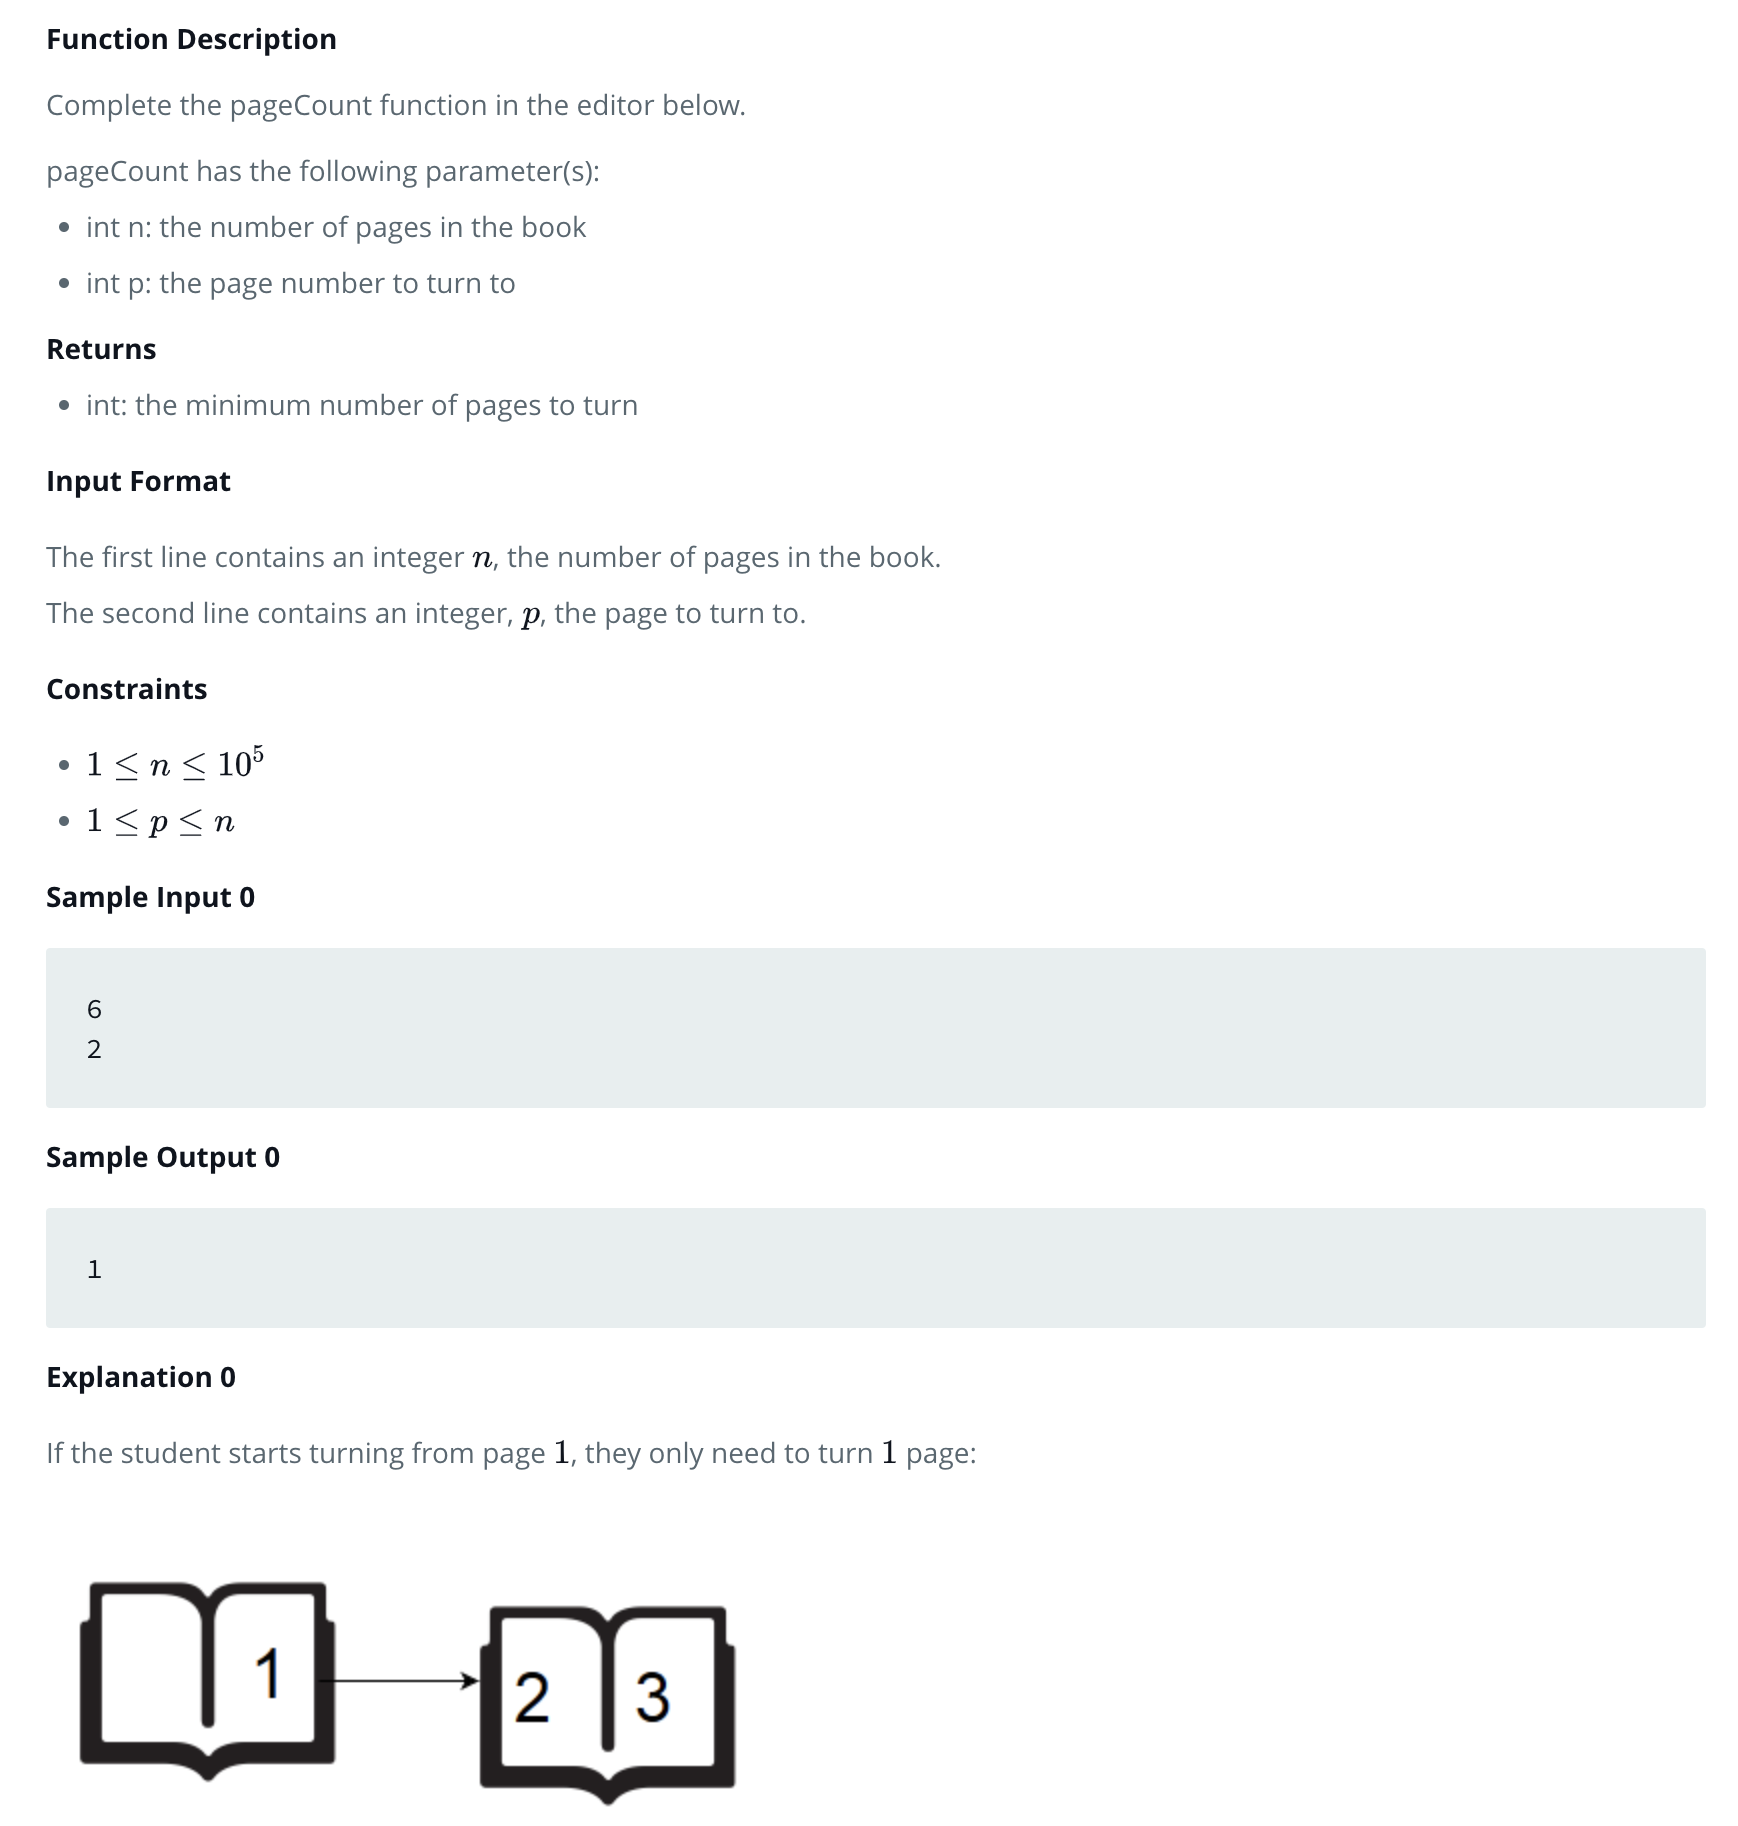 Function Description
Complete the pageCount function in the editor below.
pageCount has the following parameter(s):
• int n: the number of pages in the book
• int p: the page number to turn to
Returns
• int: the minimum number of pages to turn
Input Format
The first line contains an integer n, the number of pages in the book.
The second line contains an integer, p, the page to turn to.
Constraints
• 1 ≤ n ≤ 10⁵
• 1 ≤ p ≤ n
Sample Input 0
6
2
Sample Output 0
1
Explanation 0
If the student starts turning from page 1, they only need to turn 1 page:
1
2 3